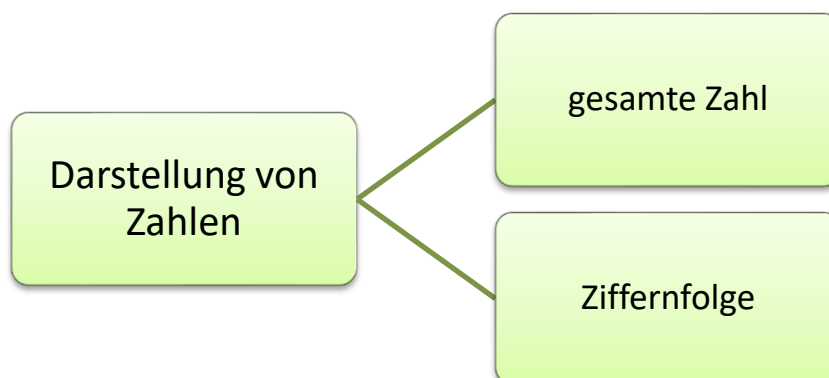 gesamte Zahl
Darstellung von
Zahlen
Ziffernfolge